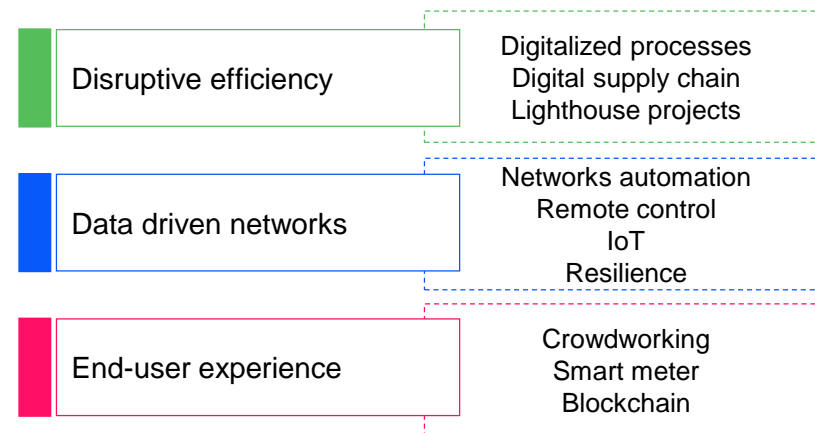 Disruptive efficiency
Digitalized processes
Digital supply chain
Lighthouse projects
Data driven networks
Networks automation
Remote control
IoT
Resilience
End-user experience
Crowdworking
Smart meter
Blockchain